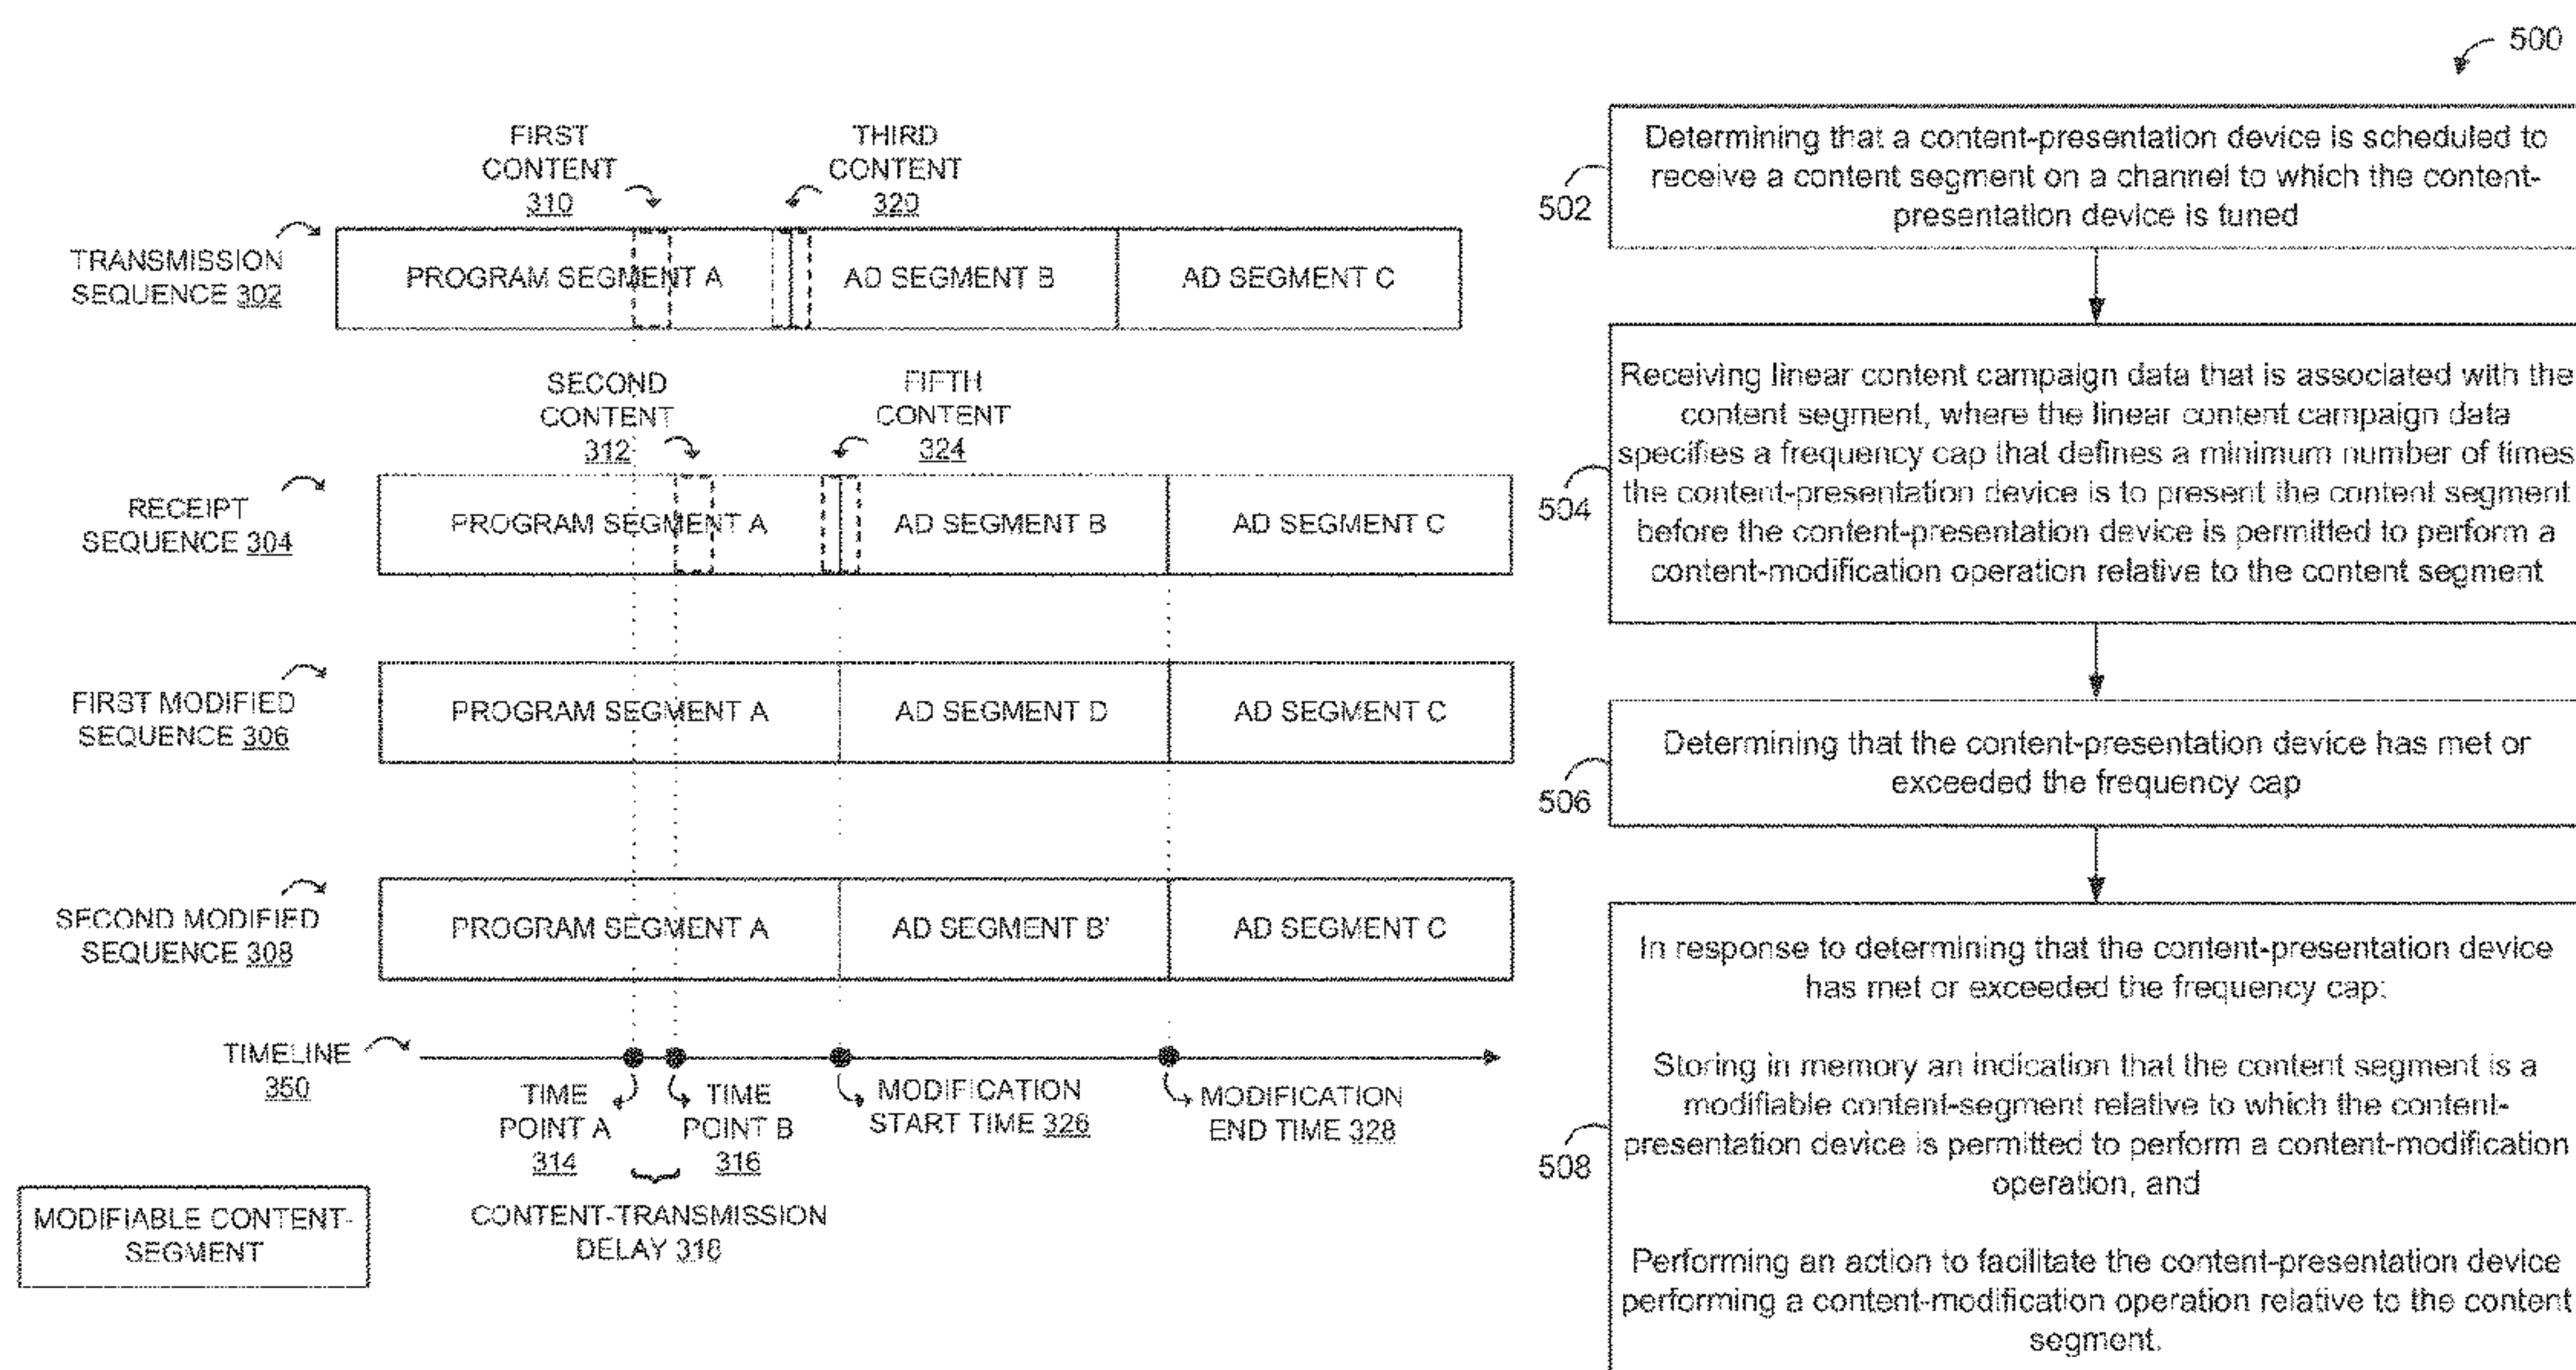 FIRST
CONTENT
310
THIRD
CONTENT
320
TRANSMISSION
SEQUENCE 302
PROGRAM SEGMENT A
AD SEGMENT B
AD SEGMENT C
SECOND
CONTENT
312
FIFTH
CONTENT
324
RECEIPT
SEQUENCE 304
PROGRAM SEGMENT A
AD SEGMENT B
AD SEGMENT C
FIRST MODIFIED
SEQUENCE 306
PROGRAM SEGMENT A
AD SEGMENT D
AD SEGMENT C
SECOND MODIFIED
SEQUENCE 308
PROGRAM SEGMENT A
AD SEGMENT B'
AD SEGMENT C
TIMELINE
350
TIME
POINT A
314
TIME
POINT B
316
MODIFICATION
START TIME 326
MODIFICATION
END TIME 328
CONTENT-TRANSMISSION
DELAY 318
MODIFIABLE CONTENT-
SEGMENT
500
502
Determining that a content-presentation device is scheduled to
receive a content segment on a channel to which the content-
presentation device is tuned
504
Receiving linear content campaign data that is associated with the
content segment, where the linear content campaign data
specifies a frequency cap that defines a minimum number of times
the content-presentation device is to present the content segment
before the content-presentation device is permitted to perform a
content-modification operation relative to the content segment
506
Determining that the content-presentation device has met or
exceeded the frequency cap
508
In response to determining that the content-presentation device
has met or exceeded the frequency cap:
Storing in memory an indication that the content segment is a
modifiable content-segment relative to which the content-
presentation device is permitted to perform a content-modification
operation, and
Performing an action to facilitate the content-presentation device
performing a content-modification operation relative to the content
segment.